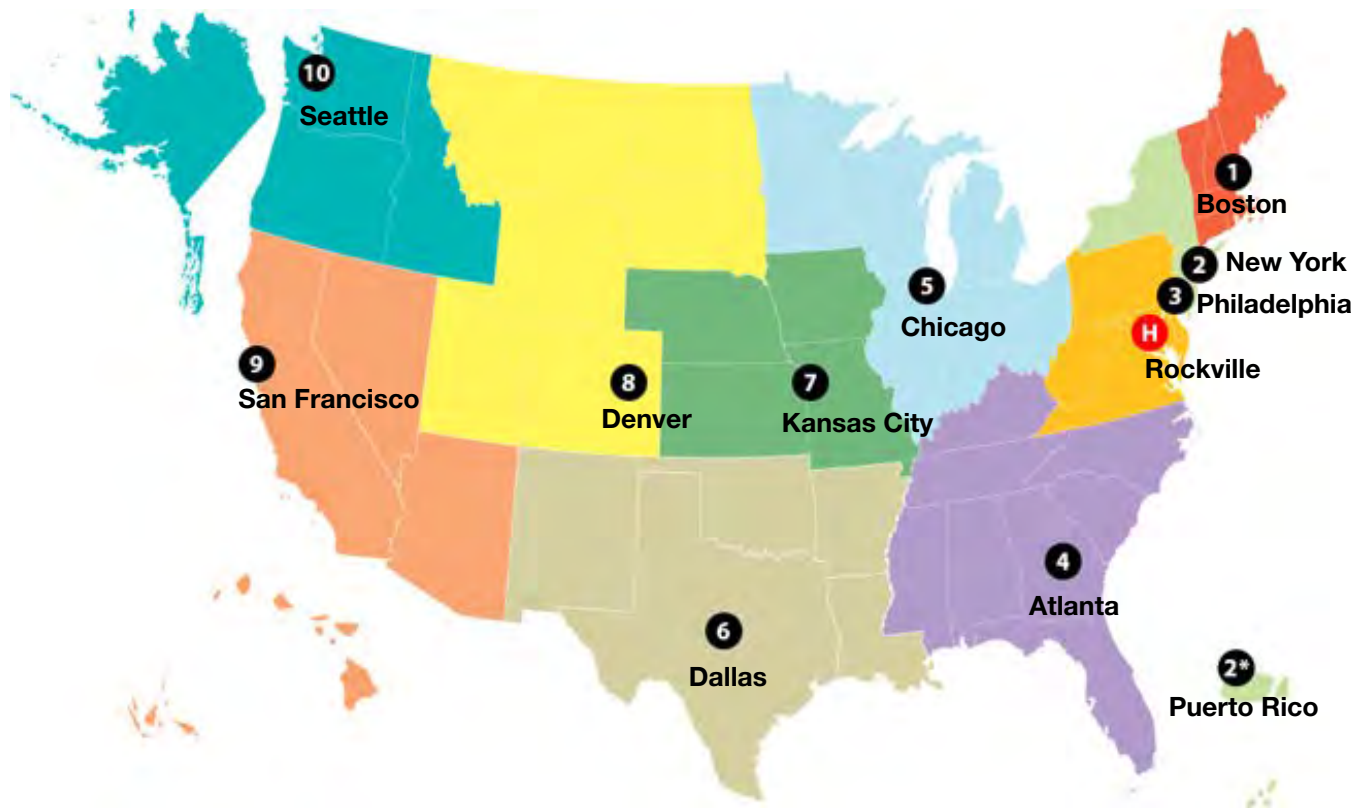 10
Seattle
1
Boston
2 New York
3 Philadelphia
H
Rockville
5
Chicago
9
San Francisco
8
Denver
7
Kansas City
4
Atlanta
6
Dallas
2*
Puerto Rico